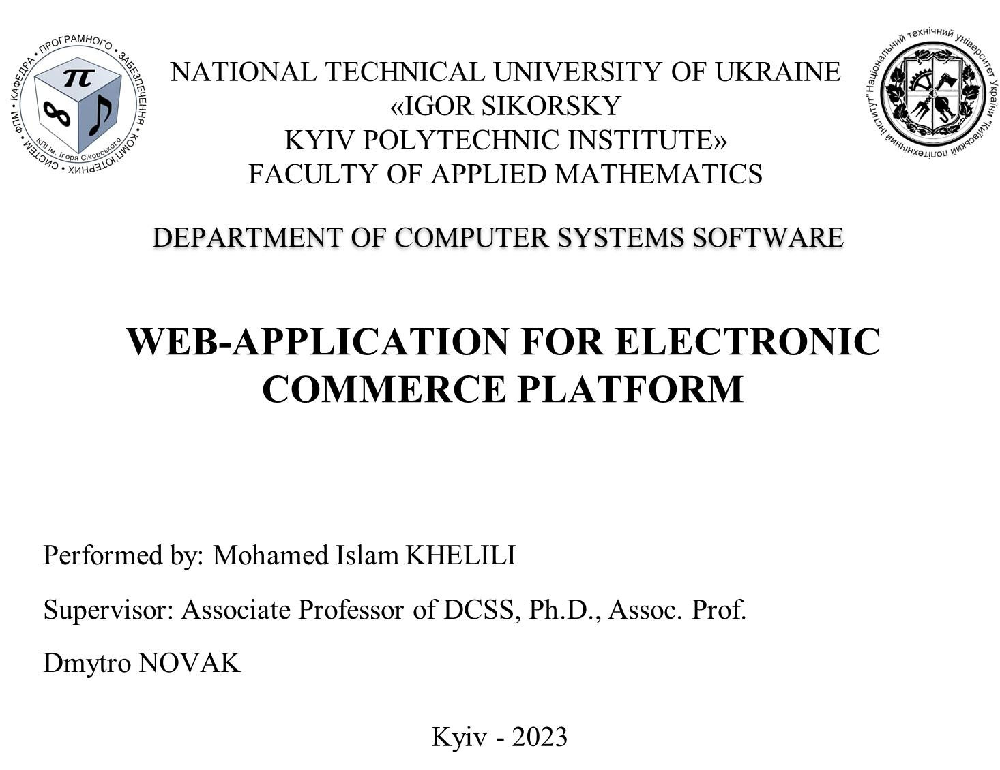 ФПМ • КАФЕДРА • ПРОГРАМНОГО • ЗАБЕЗПЕЧЕННЯ • КОМП'ЮТЕРНИХ • СИСТЕМ •
π
∞
КПІ ім. Ігоря Сікорського
Національний технічний університет України "Київський політехнічний інститут"
NATIONAL TECHNICAL UNIVERSITY OF UKRAINE
«IGOR SIKORSKY
KYIV POLYTECHNIC INSTITUTE»
FACULTY OF APPLIED MATHEMATICS
DEPARTMENT OF COMPUTER SYSTEMS SOFTWARE
WEB-APPLICATION FOR ELECTRONIC
COMMERCE PLATFORM
Performed by: Mohamed Islam KHELILI
Supervisor: Associate Professor of DCSS, Ph.D., Assoc. Prof.
Dmytro NOVAK
Kyiv - 2023